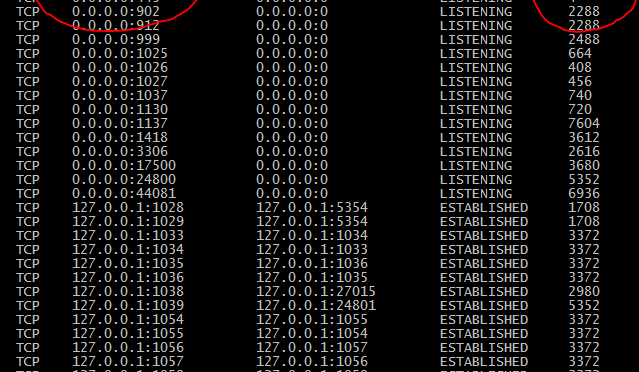 TCP 0.0.0.0:902 0.0.0.0:0 LISTENING 2288
TCP 0.0.0.0:912 0.0.0.0:0 LISTENING 2288
TCP 0.0.0.0:999 0.0.0.0:0 LISTENING 2488
TCP 0.0.0.0:1025 0.0.0.0:0 LISTENING 664
TCP 0.0.0.0:1026 0.0.0.0:0 LISTENING 408
TCP 0.0.0.0:1027 0.0.0.0:0 LISTENING 456
TCP 0.0.0.0:1037 0.0.0.0:0 LISTENING 740
TCP 0.0.0.0:1130 0.0.0.0:0 LISTENING 720
TCP 0.0.0.0:1137 0.0.0.0:0 LISTENING 7604
TCP 0.0.0.0:1418 0.0.0.0:0 LISTENING 3612
TCP 0.0.0.0:3306 0.0.0.0:0 LISTENING 2616
TCP 0.0.0.0:17500 0.0.0.0:0 LISTENING 3680
TCP 0.0.0.0:24800 0.0.0.0:0 LISTENING 5352
TCP 0.0.0.0:44081 0.0.0.0:0 LISTENING 6936
TCP 127.0.0.1:1028 127.0.0.1:5354 ESTABLISHED 1708
TCP 127.0.0.1:1029 127.0.0.1:5354 ESTABLISHED 1708
TCP 127.0.0.1:1033 127.0.0.1:1034 ESTABLISHED 3372
TCP 127.0.0.1:1034 127.0.0.1:1033 ESTABLISHED 3372
TCP 127.0.0.1:1035 127.0.0.1:1036 ESTABLISHED 3372
TCP 127.0.0.1:1036 127.0.0.1:1035 ESTABLISHED 3372
TCP 127.0.0.1:1038 127.0.0.1:27015 ESTABLISHED 2980
TCP 127.0.0.1:1039 127.0.0.1:24801 ESTABLISHED 5352
TCP 127.0.0.1:1054 127.0.0.1:1055 ESTABLISHED 3372
TCP 127.0.0.1:1055 127.0.0.1:1054 ESTABLISHED 3372
TCP 127.0.0.1:1056 127.0.0.1:1057 ESTABLISHED 3372
TCP 127.0.0.1:1057 127.0.0.1:1056 ESTABLISHED 3372